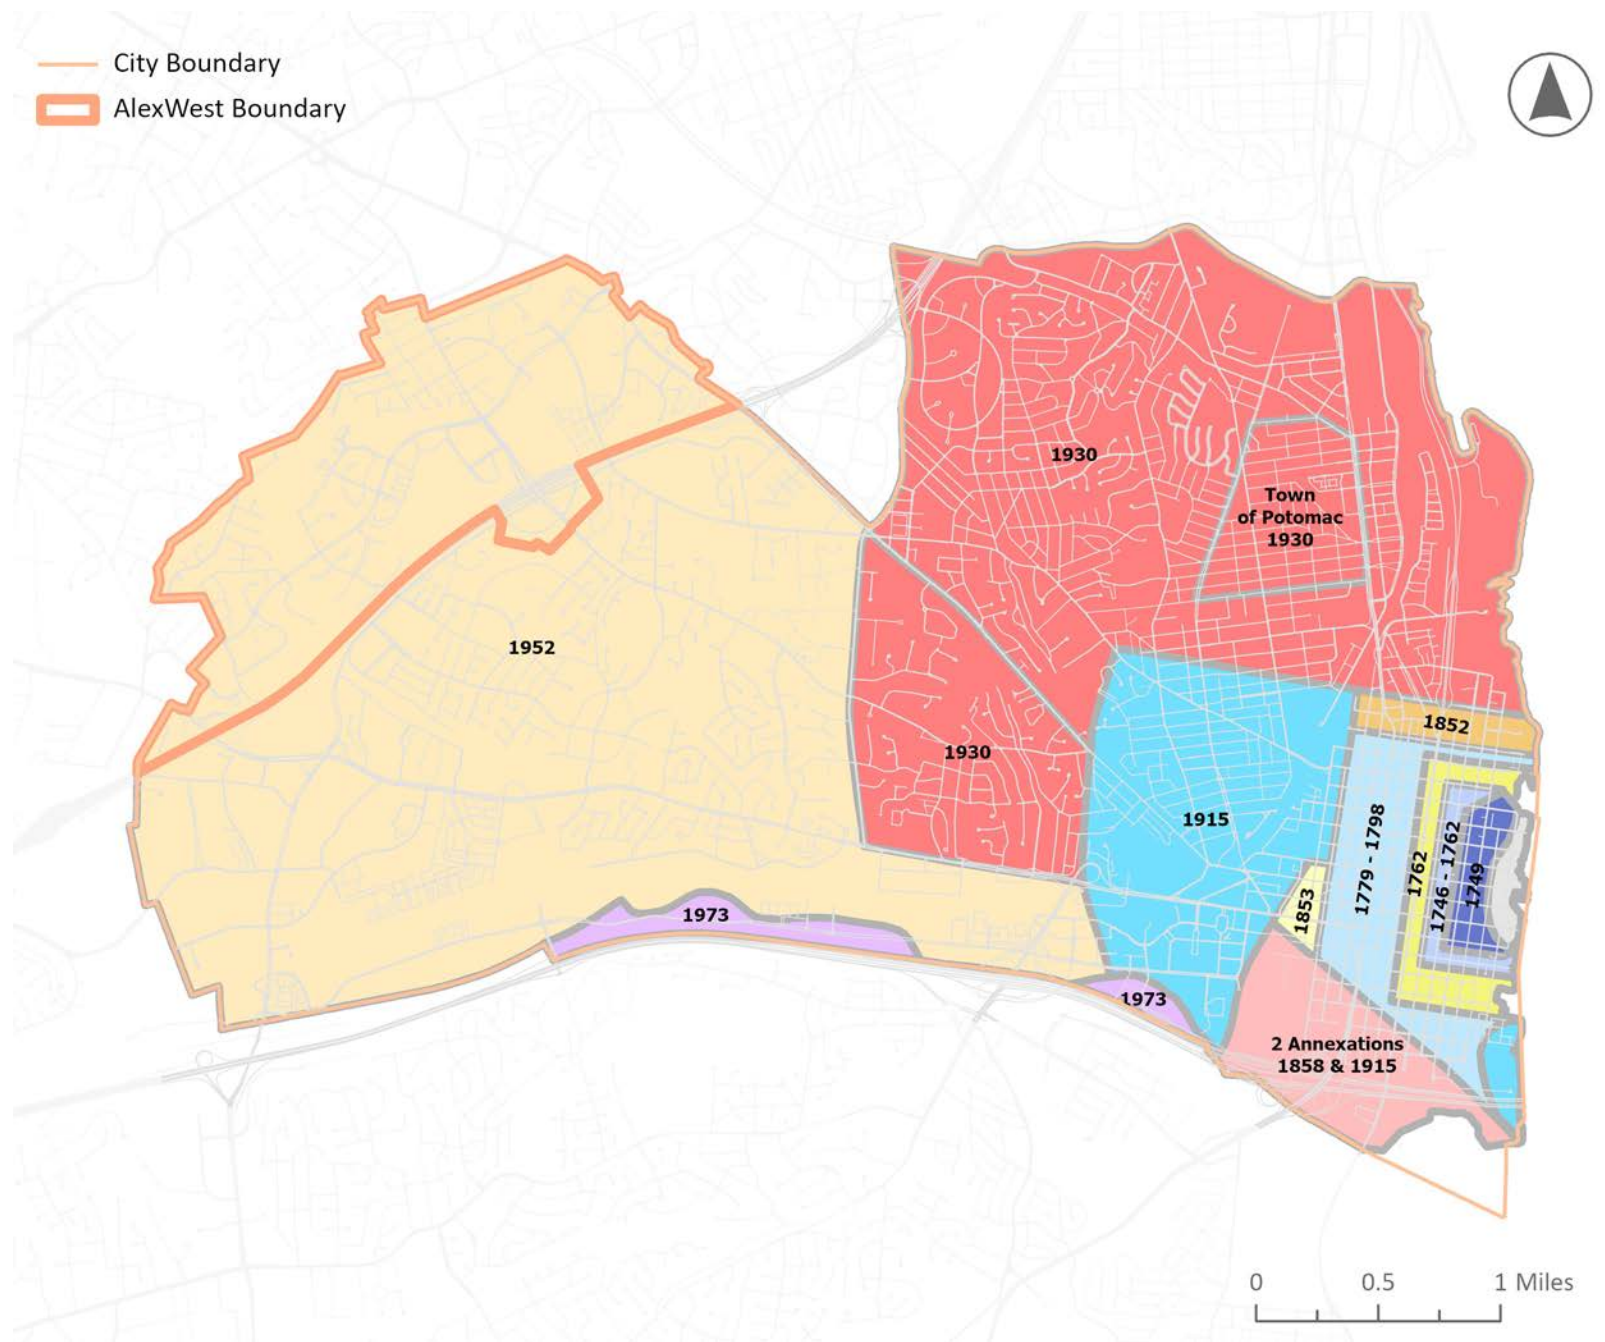 City Boundary
AlexWest Boundary
1930
Town
of Potomac
1930
1952
1852
1930
1915
1779 - 1798
1762
1746 - 1762
1749
1853
1973
1973
2 Annexations
1858 & 1915
0 0.5 1 Miles